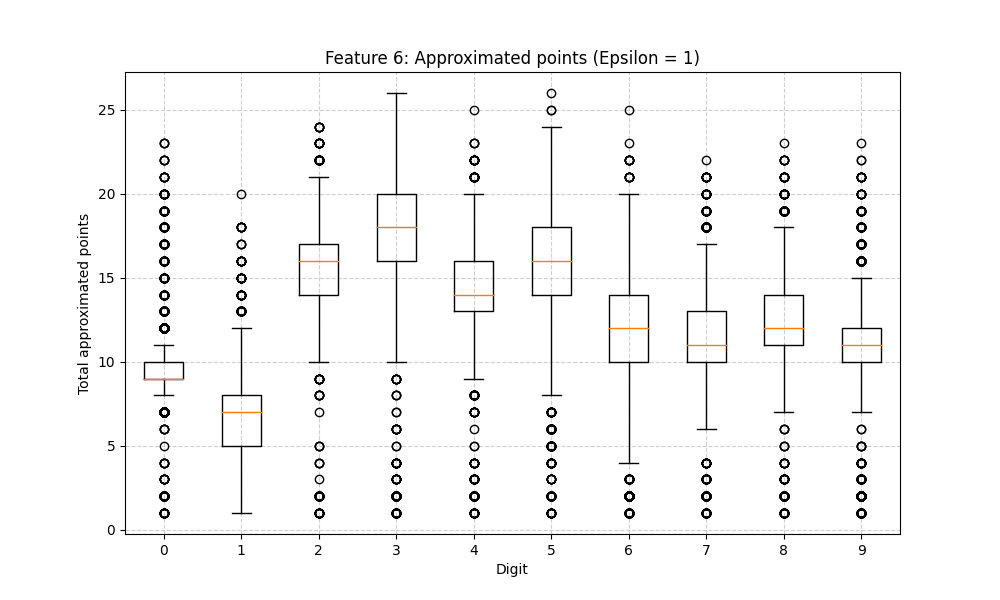 Feature 6: Approximated points (Epsilon = 1)
Total approximated points
25
20
15
10
5
0
0 1 2 3 4 5 6 7 8 9
Digit